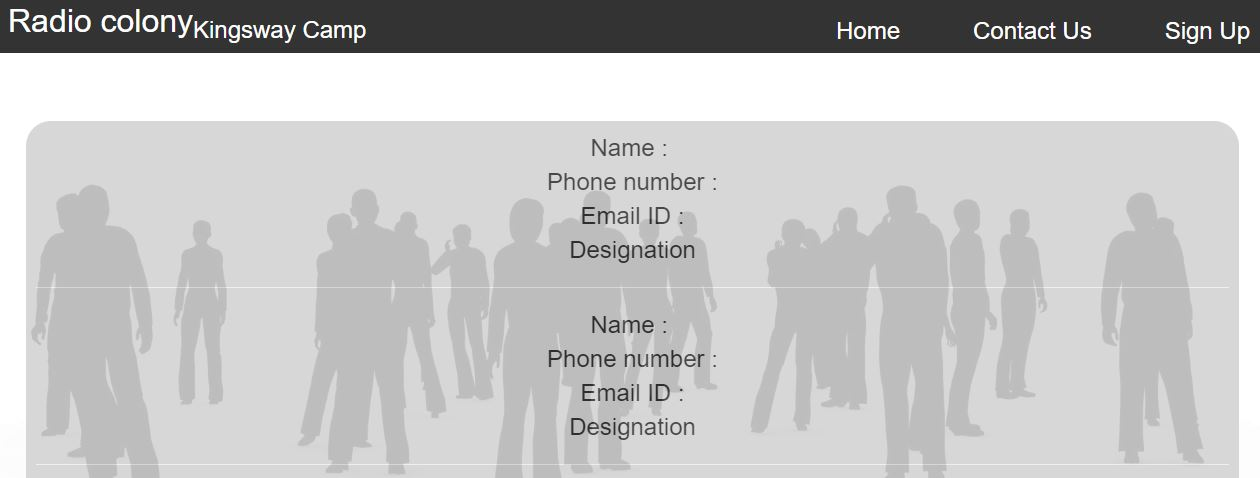 Radio colony Kingsway Camp Home Contact Us Sign Up
Name :
Phone number :
Email ID :
Designation
Name :
Phone number :
Email ID :
Designation